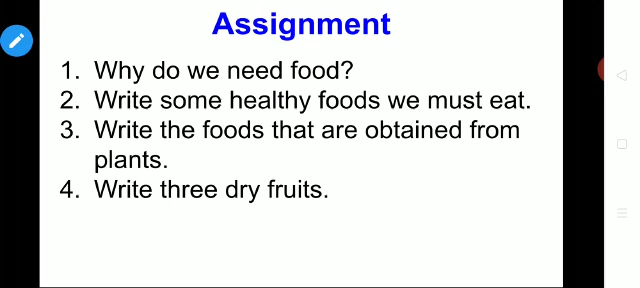 Assignment
1. Why do we need food?
2. Write some healthy foods we must eat.
3. Write the foods that are obtained from
plants.
4. Write three dry fruits.